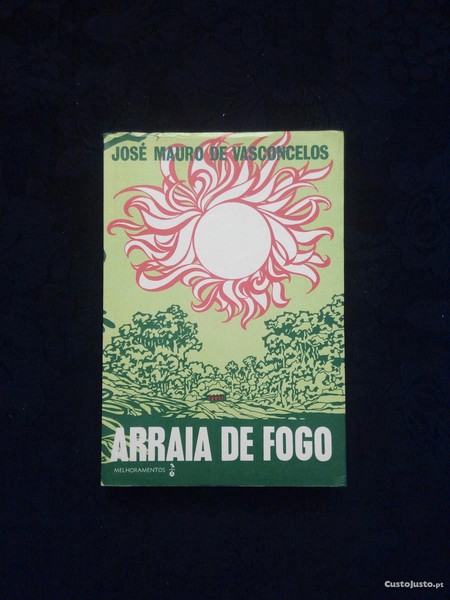 JOSÉ MAURO DE VASCONCELOS
ARRAIA DE FOGO
MELHORAMENTOS
© CustoJusto.pt